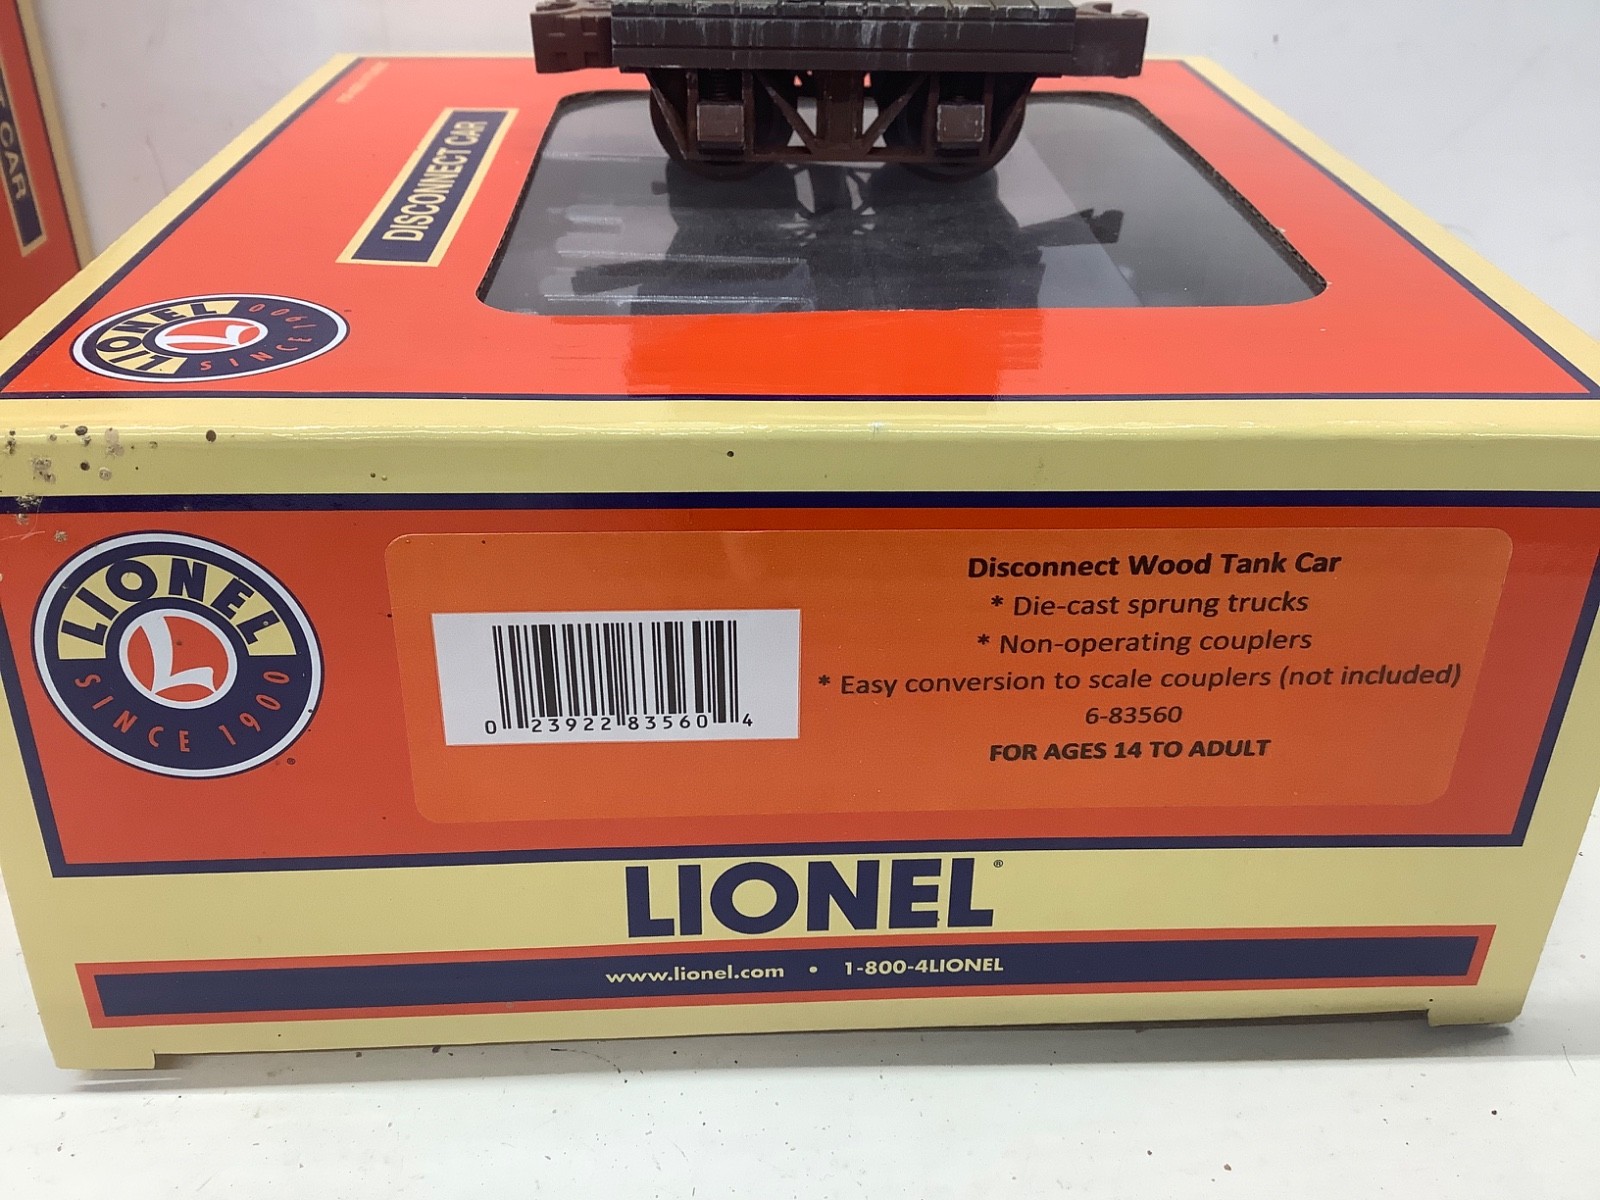 T CAR
DISCONNECT CAR
LIONEL
SINCE 1900
LIONEL
SINCE 1900
®
Disconnect Wood Tank Car
* Die-cast sprung trucks
* Non-operating couplers
* Easy conversion to scale couplers (not included)
6-83560
FOR AGES 14 TO ADULT
0 23922 83560 4
LIONEL®
www.lionel.com • 1-800-4LIONEL